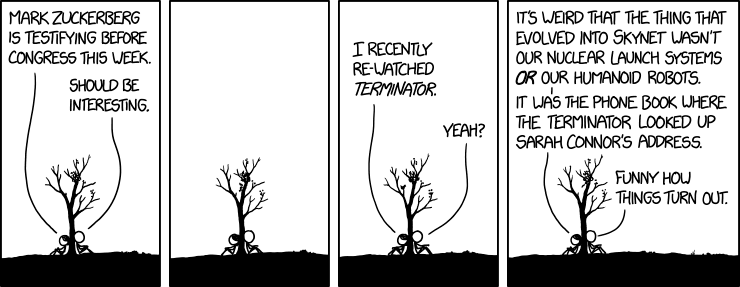 MARK ZUCKERBERG
IS TESTIFYING BEFORE
CONGRESS THIS WEEK.
SHOULD BE
INTERESTING.
I RECENTLY
RE-WATCHED
TERMINATOR.
YEAH?
IT'S WEIRD THAT THE THING THAT
EVOLVED INTO SKYNET WASN'T
OUR NUCLEAR LAUNCH SYSTEMS
OR OUR HUMANOID ROBOTS.
IT WAS THE PHONE BOOK WHERE
THE TERMINATOR LOOKED UP
SARAH CONNOR'S ADDRESS.
FUNNY HOW
THINGS TURN OUT.